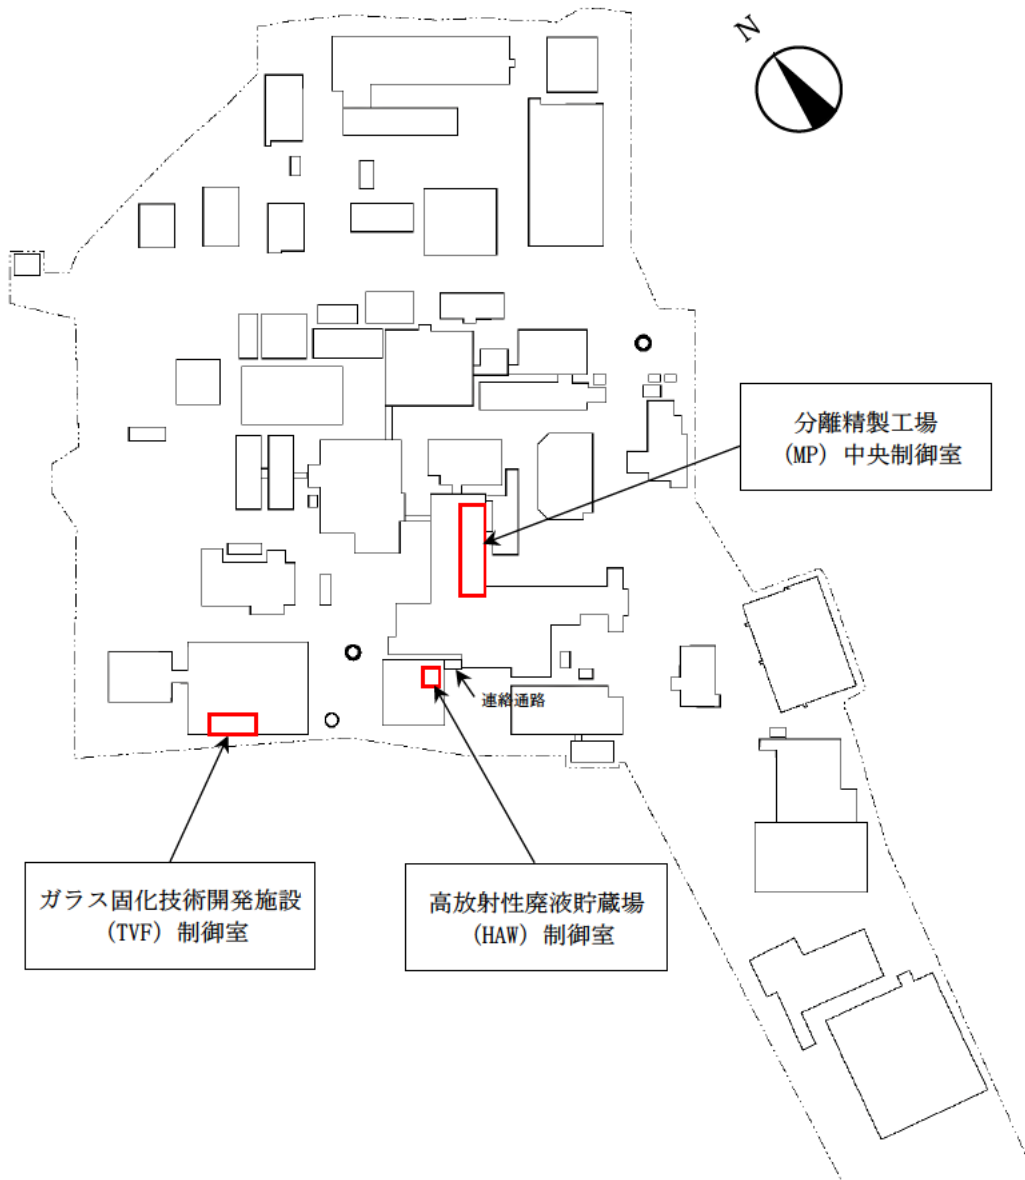 N
分離精製工場
(MP) 中央制御室
連絡通路
ガラス固化技術開発施設
(TVF) 制御室
高放射性廃液貯蔵場
(HAW) 制御室